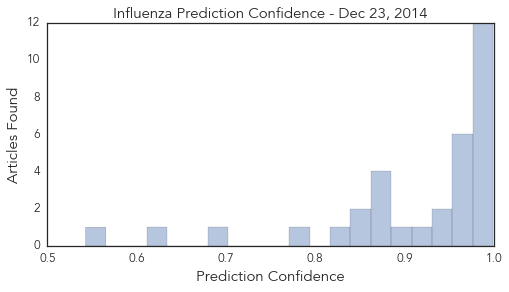 Influenza Prediction Confidence - Dec 23, 2014
Articles Found
12
10
8
6
4
2
0
0.5 0.6 0.7 0.8 0.9 1.0
Prediction Confidence